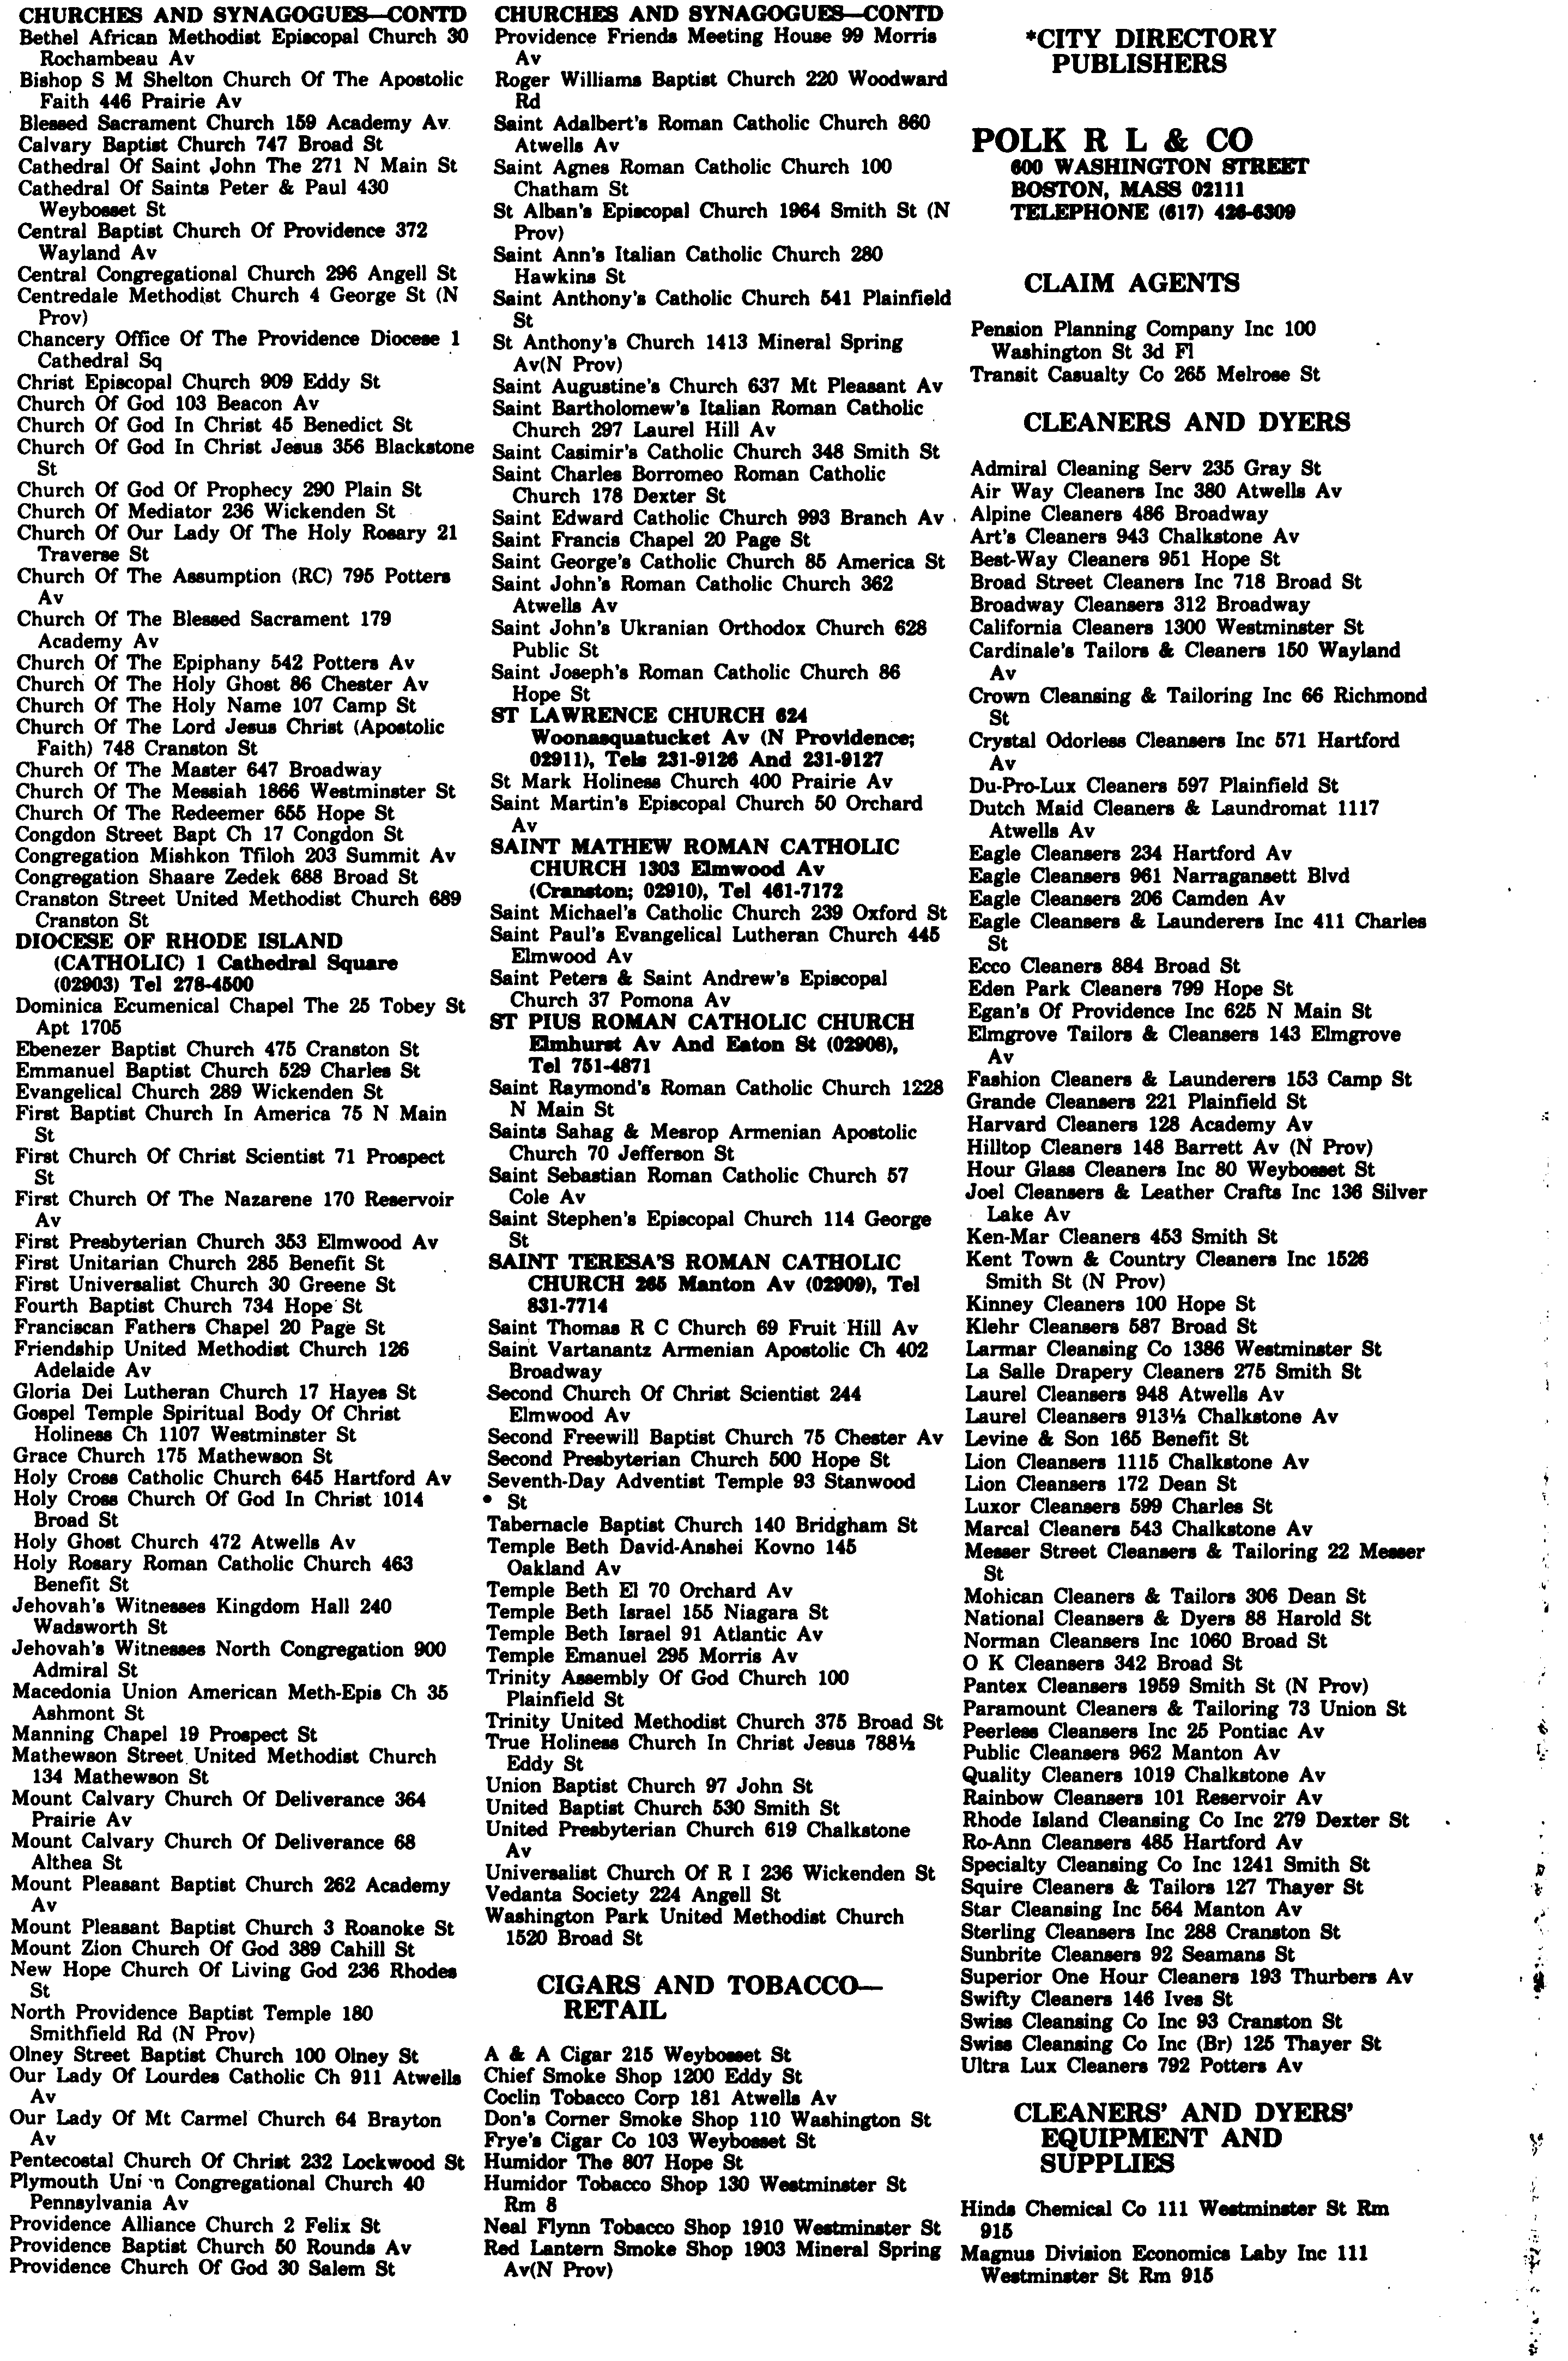 CHURCHES AND SYNAGOGUES—CONTD
Bethel African Methodist Episcopal Church 30
Rochambeau Av
Bishop S M Shelton Church Of The Apostolic
Faith 446 Prairie Av
Blessed Sacrament Church 159 Academy Av
Calvary Baptist Church 747 Broad St
Cathedral Of Saint John The 271 N Main St
Cathedral Of Saints Peter & Paul 430
Weybosset St
Central Baptist Church Of Providence 372
Wayland Av
Central Congregational Church 296 Angell St
Centredale Methodist Church 4 George St (N
Prov)
Chancery Office Of The Providence Diocese 1
Cathedral Sq
Christ Episcopal Church 909 Eddy St
Church Of God 103 Beacon Av
Church Of God In Christ 45 Benedict St
Church Of God In Christ Jesus 356 Blackstone
St
Church Of God Of Prophecy 290 Plain St
Church Of Mediator 236 Wickenden St
Church Of Our Lady Of The Holy Rosary 21
Traverse St
Church Of The Assumption (RC) 795 Potters
Av
Church Of The Blessed Sacrament 179
Academy Av
Church Of The Epiphany 542 Potters Av
Church Of The Holy Ghost 86 Chester Av
Church Of The Holy Name 107 Camp St
Church Of The Lord Jesus Christ (Apostolic
Faith) 748 Cranston St
Church Of The Master 647 Broadway
Church Of The Messiah 1866 Westminster St
Church Of The Redeemer 655 Hope St
Congdon Street Bapt Ch 17 Congdon St
Congregation Mishkon Tfiloh 203 Summit Av
Congregation Shaare Zedek 688 Broad St
Cranston Street United Methodist Church 689
Cranston St
DIOCESE OF RHODE ISLAND
(CATHOLIC) 1 Cathedral Square
(02903) Tel 278-4500
Dominica Ecumenical Chapel The 25 Tobey St
Apt 1705
Ebenezer Baptist Church 475 Cranston St
Emmanuel Baptist Church 529 Charles St
Evangelical Church 289 Wickenden St
First Baptist Church In America 75 N Main
St
First Church Of Christ Scientist 71 Prospect
St
First Church Of The Nazarene 170 Reservoir
Av
First Presbyterian Church 353 Elmwood Av
First Unitarian Church 285 Benefit St
First Universalist Church 30 Greene St
Fourth Baptist Church 734 Hope St
Franciscan Fathers Chapel 20 Page St
Friendship United Methodist Church 126
Adelaide Av
Gloria Dei Lutheran Church 17 Hayes St
Gospel Temple Spiritual Body Of Christ
Holiness Ch 1107 Westminster St
Grace Church 175 Mathewson St
Holy Cross Catholic Church 645 Hartford Av
Holy Cross Church Of God In Christ 1014
Broad St
Holy Ghost Church 472 Atwells Av
Holy Rosary Roman Catholic Church 463
Benefit St
Jehovah's Witnesses Kingdom Hall 240
Wadsworth St
Jehovah's Witnesses North Congregation 900
Admiral St
Macedonia Union American Meth-Epis Ch 35
Ashmont St
Manning Chapel 19 Prospect St
Mathewson Street United Methodist Church
134 Mathewson St
Mount Calvary Church Of Deliverance 364
Prairie Av
Mount Calvary Church Of Deliverance 68
Althea St
Mount Pleasant Baptist Church 262 Academy
Av
Mount Pleasant Baptist Church 3 Roanoke St
Mount Zion Church Of God 389 Cahill St
New Hope Church Of Living God 236 Rhodes
St
North Providence Baptist Temple 180
Smithfield Rd (N Prov)
Olney Street Baptist Church 100 Olney St
Our Lady Of Lourdes Catholic Ch 911 Atwells
Av
Our Lady Of Mt Carmel Church 64 Brayton
Av
Pentecostal Church Of Christ 232 Lockwood St
Plymouth Uni n Congregational Church 40
Pennsylvania Av
Providence Alliance Church 2 Felix St
Providence Baptist Church 50 Rounds Av
Providence Church Of God 30 Salem St
CHURCHES AND SYNAGOGUES—CONTD
Providence Friends Meeting House 99 Morris
Av
Roger Williams Baptist Church 220 Woodward
Rd
Saint Adalbert's Roman Catholic Church 860
Atwells Av
Saint Agnes Roman Catholic Church 100
Chatham St
St Alban's Episcopal Church 1964 Smith St (N
Prov)
Saint Ann's Italian Catholic Church 280
Hawkins St
Saint Anthony's Catholic Church 541 Plainfield
St
St Anthony's Church 1413 Mineral Spring
Av(N Prov)
Saint Augustine's Church 637 Mt Pleasant Av
Saint Bartholomew's Italian Roman Catholic
Church 297 Laurel Hill Av
Saint Casimir's Catholic Church 348 Smith St
Saint Charles Borromeo Roman Catholic
Church 178 Dexter St
Saint Edward Catholic Church 993 Branch Av
Saint Francis Chapel 20 Page St
Saint George's Catholic Church 85 America St
Saint John's Roman Catholic Church 362
Atwells Av
Saint John's Ukranian Orthodox Church 628
Public St
Saint Joseph's Roman Catholic Church 86
Hope St
ST LAWRENCE CHURCH 624
Woonasquatucket Av (N Providence;
02911), Tels 231-9126 And 231-9127
St Mark Holiness Church 400 Prairie Av
Saint Martin's Episcopal Church 50 Orchard
Av
SAINT MATHEW ROMAN CATHOLIC
CHURCH 1303 Elmwood Av
(Cranston; 02910), Tel 461-7172
Saint Michael's Catholic Church 239 Oxford St
Saint Paul's Evangelical Lutheran Church 445
Elmwood Av
Saint Peters & Saint Andrew's Episcopal
Church 37 Pomona Av
ST PIUS ROMAN CATHOLIC CHURCH
Elmhurst Av And Eaton St (02908),
Tel 751-4871
Saint Raymond's Roman Catholic Church 1228
N Main St
Saints Sahag & Mesrop Armenian Apostolic
Church 70 Jefferson St
Saint Sebastian Roman Catholic Church 57
Cole Av
Saint Stephen's Episcopal Church 114 George
St
SAINT TERESA'S ROMAN CATHOLIC
CHURCH 265 Manton Av (02909), Tel
831-7714
Saint Thomas R C Church 69 Fruit Hill Av
Saint Vartanantz Armenian Apostolic Ch 402
Broadway
Second Church Of Christ Scientist 244
Elmwood Av
Second Freewill Baptist Church 75 Chester Av
Second Presbyterian Church 500 Hope St
Seventh-Day Adventist Temple 93 Stanwood
St
Tabernacle Baptist Church 140 Bridgham St
Temple Beth David-Anshei Kovno 145
Oakland Av
Temple Beth El 70 Orchard Av
Temple Beth Israel 155 Niagara St
Temple Beth Israel 91 Atlantic Av
Temple Emanuel 295 Morris Av
Trinity Assembly Of God Church 100
Plainfield St
Trinity United Methodist Church 375 Broad St
True Holiness Church In Christ Jesus 788½
Eddy St
Union Baptist Church 97 John St
United Baptist Church 530 Smith St
United Presbyterian Church 619 Chalkstone
Av
Universalist Church Of R I 236 Wickenden St
Vedanta Society 224 Angell St
Washington Park United Methodist Church
1520 Broad St
CIGARS AND TOBACCO—
RETAIL
A & A Cigar 215 Weybosset St
Chief Smoke Shop 1200 Eddy St
Coclin Tobacco Corp 181 Atwells Av
Don's Corner Smoke Shop 110 Washington St
Frye's Cigar Co 103 Weybosset St
Humidor The 807 Hope St
Humidor Tobacco Shop 130 Westminster St
Rm 8
Neal Flynn Tobacco Shop 1910 Westminster St
Red Lantern Smoke Shop 1903 Mineral Spring
Av(N Prov)
*CITY DIRECTORY
PUBLISHERS
POLK R L & CO
600 WASHINGTON STREET
BOSTON, MASS 02111
TELEPHONE (617) 426-6309
CLAIM AGENTS
Pension Planning Company Inc 100
Washington St 3d Fl
Transit Casualty Co 265 Melrose St
CLEANERS AND DYERS
Admiral Cleaning Serv 235 Gray St
Air Way Cleaners Inc 380 Atwells Av
Alpine Cleaners 486 Broadway
Art's Cleaners 943 Chalkstone Av
Best-Way Cleaners 951 Hope St
Broad Street Cleaners Inc 718 Broad St
Broadway Cleansers 312 Broadway
California Cleaners 1300 Westminster St
Cardinale's Tailors & Cleaners 150 Wayland
Av
Crown Cleansing & Tailoring Inc 66 Richmond
St
Crystal Odorless Cleansers Inc 571 Hartford
Av
Du-Pro-Lux Cleaners 597 Plainfield St
Dutch Maid Cleaners & Laundromat 1117
Atwells Av
Eagle Cleansers 234 Hartford Av
Eagle Cleansers 961 Narragansett Blvd
Eagle Cleansers 206 Camden Av
Eagle Cleansers & Launderers Inc 411 Charles
St
Ecco Cleaners 884 Broad St
Eden Park Cleaners 799 Hope St
Egan's Of Providence Inc 625 N Main St
Elmgrove Tailors & Cleansers 143 Elmgrove
Av
Fashion Cleaners & Launderers 153 Camp St
Grande Cleansers 221 Plainfield St
Harvard Cleaners 128 Academy Av
Hilltop Cleaners 148 Barrett Av (N Prov)
Hour Glass Cleaners Inc 80 Weybosset St
Joel Cleansers & Leather Crafts Inc 136 Silver
Lake Av
Ken-Mar Cleaners 453 Smith St
Kent Town & Country Cleaners Inc 1526
Smith St (N Prov)
Kinney Cleaners 100 Hope St
Klehr Cleansers 587 Broad St
Larmar Cleansing Co 1386 Westminster St
La Salle Drapery Cleaners 275 Smith St
Laurel Cleansers 948 Atwells Av
Laurel Cleansers 913½ Chalkstone Av
Levine & Son 165 Benefit St
Lion Cleansers 1115 Chalkstone Av
Lion Cleansers 172 Dean St
Luxor Cleansers 599 Charles St
Marcal Cleaners 543 Chalkstone Av
Messer Street Cleansers & Tailoring 22 Messer
St
Mohican Cleaners & Tailors 306 Dean St
National Cleansers & Dyers 88 Harold St
Norman Cleansers Inc 1060 Broad St
O K Cleansers 342 Broad St
Pantex Cleansers 1959 Smith St (N Prov)
Paramount Cleaners & Tailoring 73 Union St
Peerless Cleansers Inc 25 Pontiac Av
Public Cleansers 962 Manton Av
Quality Cleaners 1019 Chalkstone Av
Rainbow Cleansers 101 Reservoir Av
Rhode Island Cleansing Co Inc 279 Dexter St
Ro-Ann Cleansers 485 Hartford Av
Specialty Cleansing Co Inc 1241 Smith St
Squire Cleaners & Tailors 127 Thayer St
Star Cleansing Inc 564 Manton Av
Sterling Cleansers Inc 288 Cranston St
Sunbrite Cleansers 92 Seamans St
Superior One Hour Cleaners 193 Thurbers Av
Swifty Cleaners 146 Ives St
Swiss Cleansing Co Inc 93 Cranston St
Swiss Cleansing Co Inc (Br) 125 Thayer St
Ultra Lux Cleaners 792 Potters Av
CLEANERS' AND DYERS'
EQUIPMENT AND
SUPPLIES
Hinds Chemical Co 111 Westminster St Rm
915
Magnus Division Economics Laby Inc 111
Westminster St Rm 915